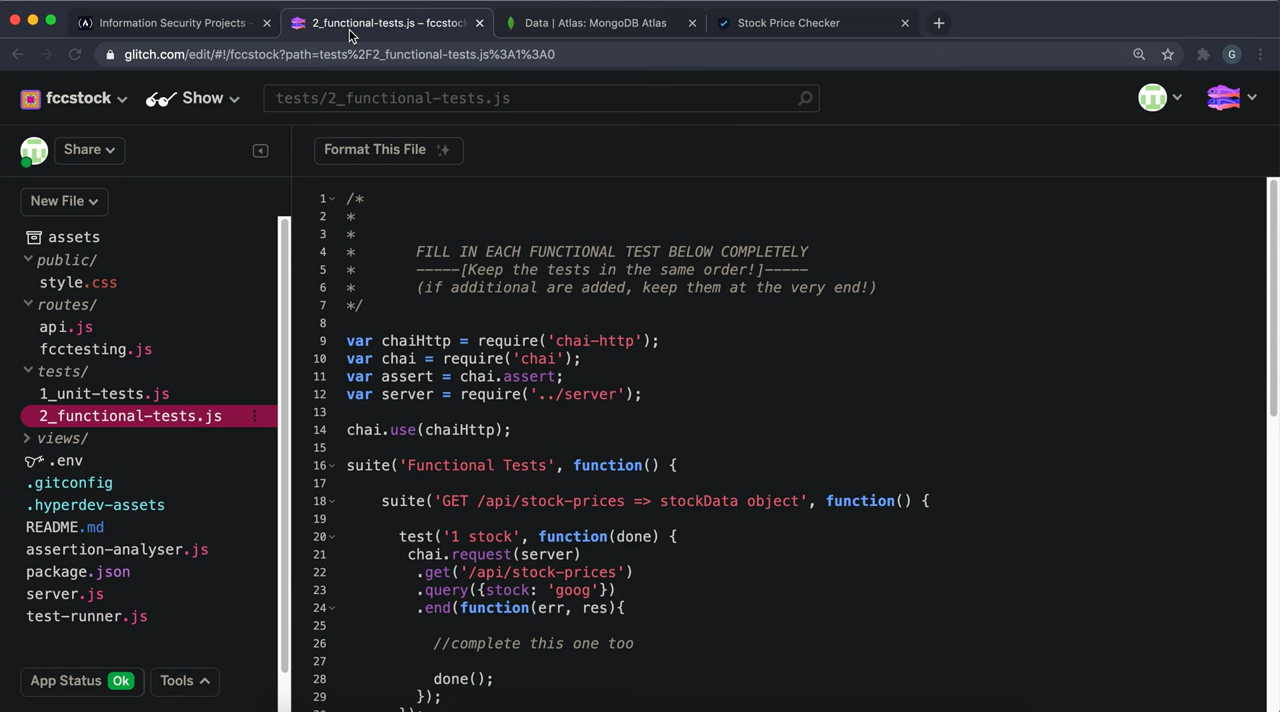 Information Security Projects
2_functional-tests.js – fccstock
Data | Atlas: MongoDB Atlas
Stock Price Checker
glitch.com/edit/#!/fccstock?path=tests%2F2_functional-tests.js%3A1%3A0
G
fccstock
Show
tests/2_functional-tests.js
Share
Format This File
New File
assets
public/
style.css
routes/
api.js
fcctesting.js
tests/
1_unit-tests.js
2_functional-tests.js
views/
.env
.gitconfig
.hyperdev-assets
README.md
assertion-analyser.js
package.json
server.js
test-runner.js
App Status Ok
Tools
1 /*
2 *
3 *
4 * FILL IN EACH FUNCTIONAL TEST BELOW COMPLETELY
5 * -----[Keep the tests in the same order!]-----
6 * (if additional are added, keep them at the very end!)
7 */
8
9 var chaiHttp = require('chai-http');
10 var chai = require('chai');
11 var assert = chai.assert;
12 var server = require('../server');
13
14 chai.use(chaiHttp);
15
16 suite('Functional Tests', function() {
17
18 suite('GET /api/stock-prices => stockData object', function() {
19
20 test('1 stock', function(done) {
21 chai.request(server)
22 .get('/api/stock-prices')
23 .query({stock: 'goog'})
24 .end(function(err, res){
25
26 //complete this one too
27
28 done();
29 });